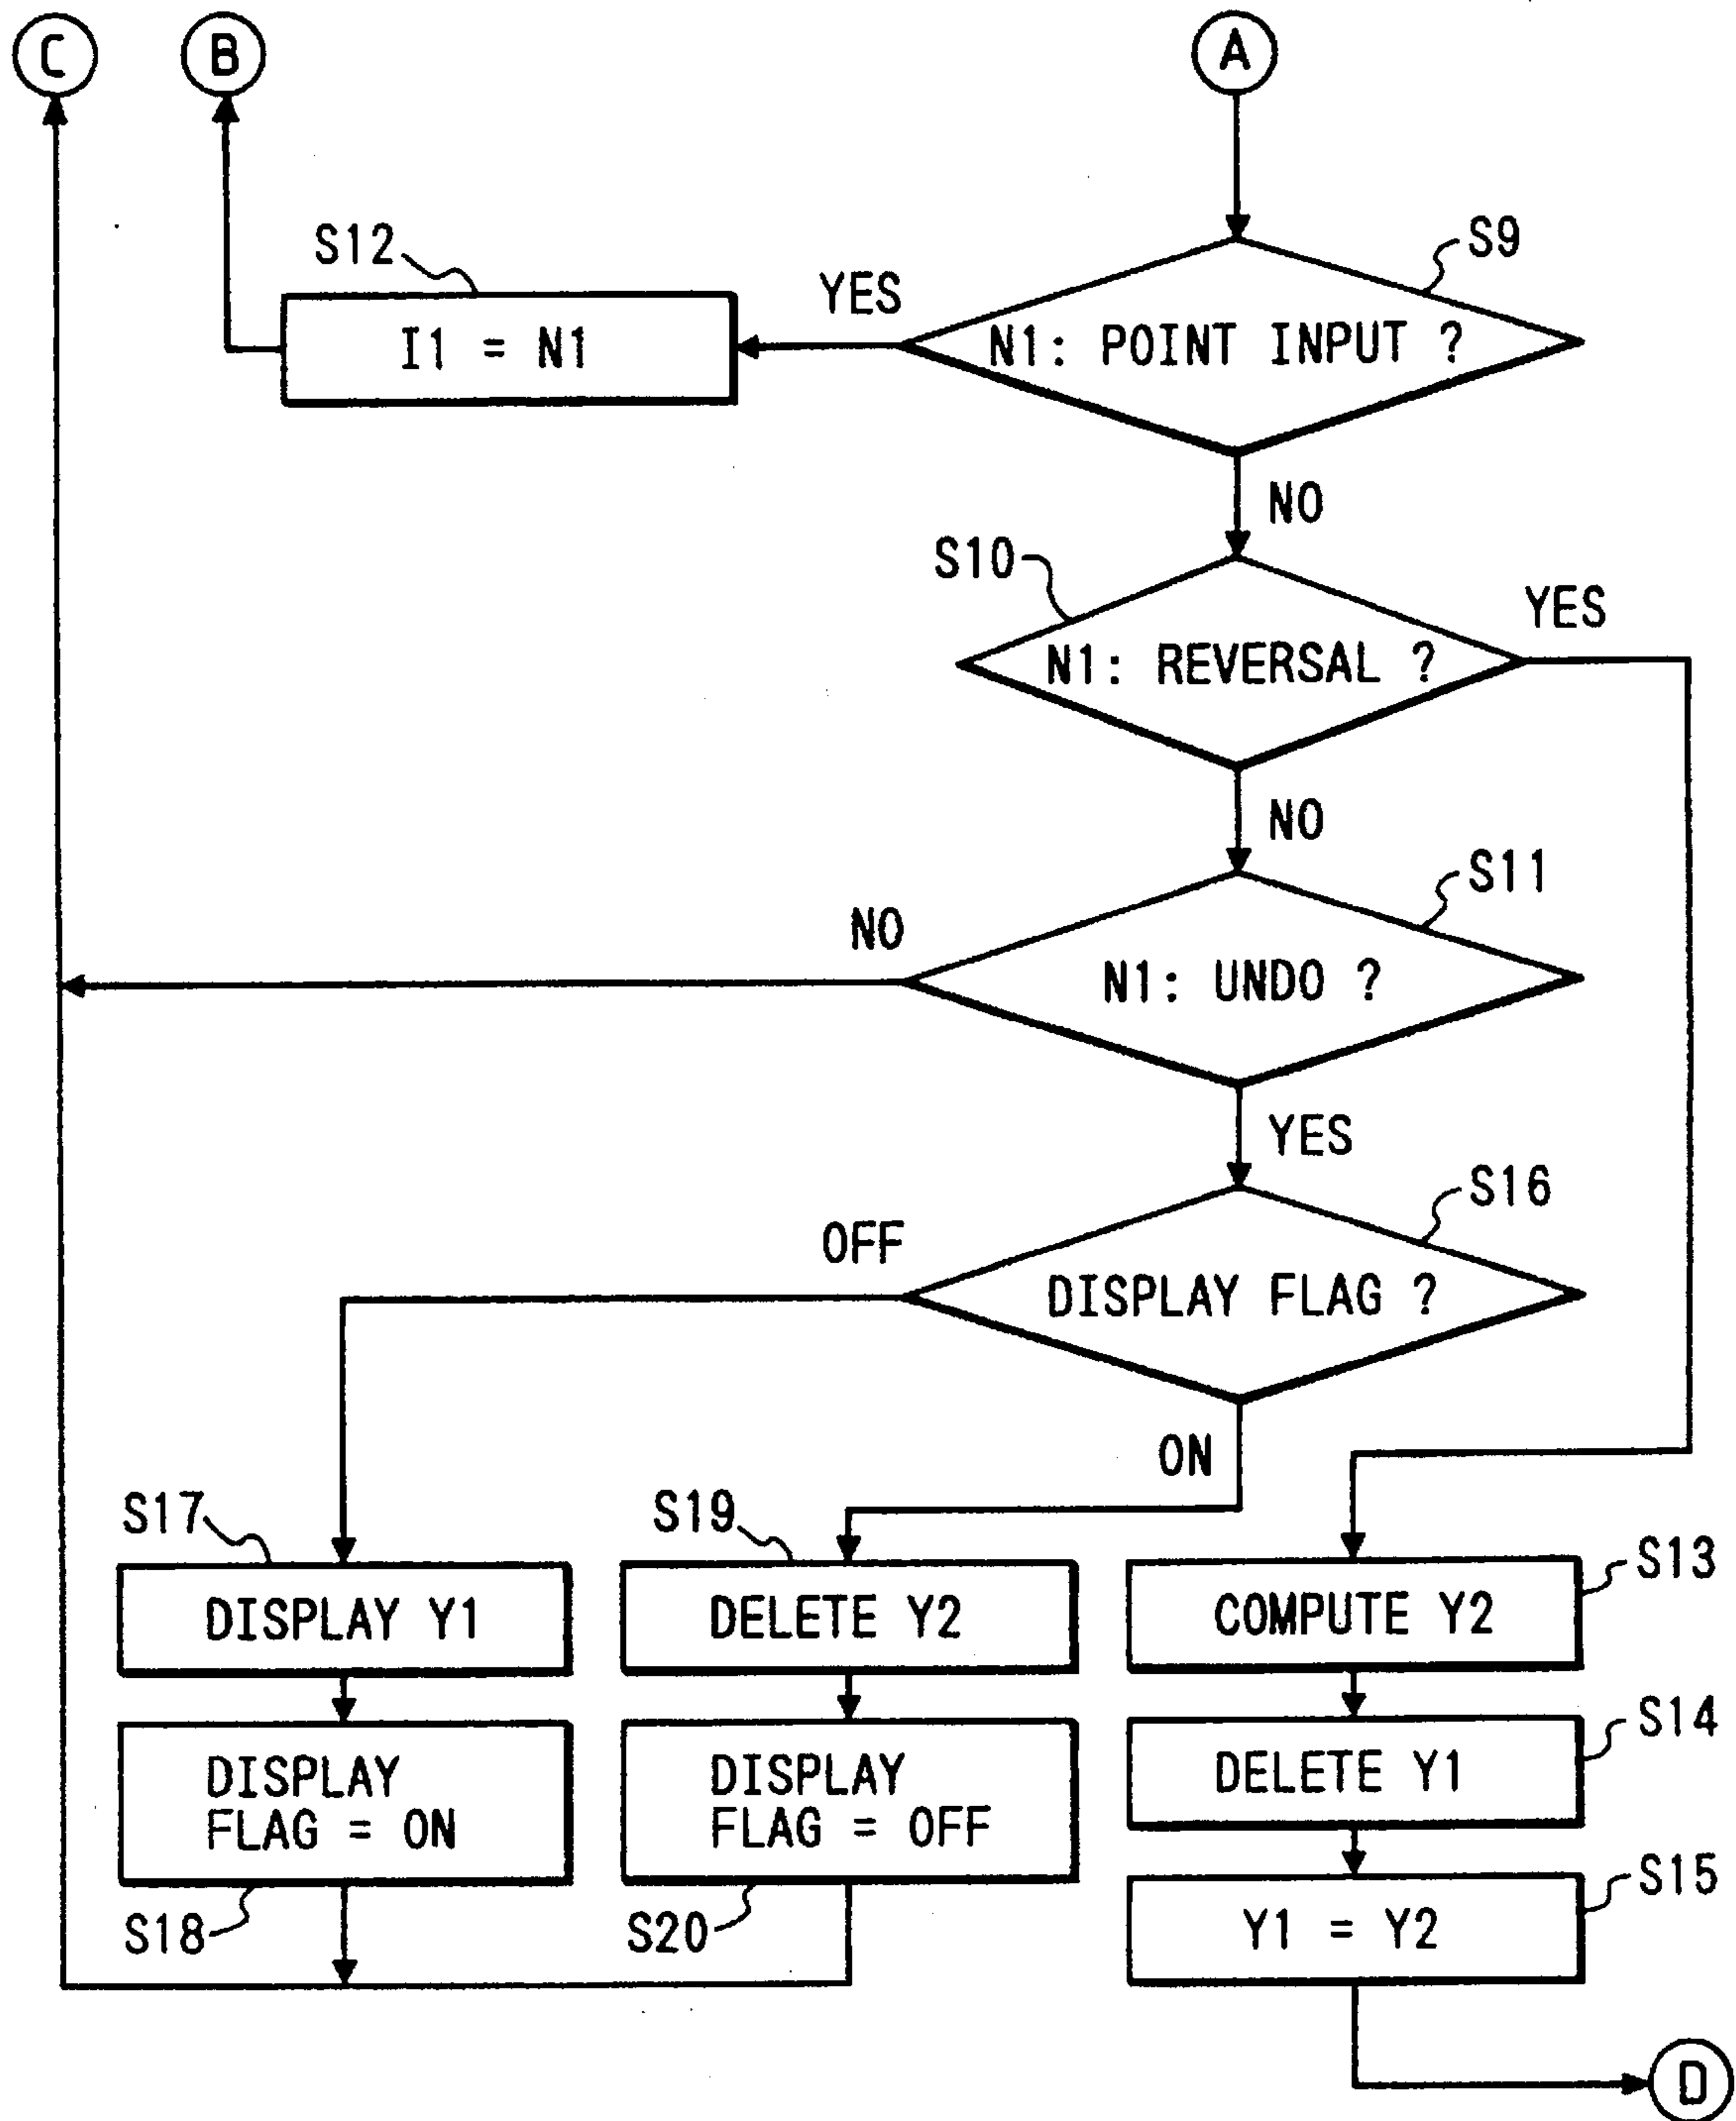 C
B
A
S12
S9
YES
I1 = N1
N1: POINT INPUT ?
NO
S10
YES
N1: REVERSAL ?
NO
S11
NO
N1: UNDO ?
YES
S16
OFF
DISPLAY FLAG ?
ON
S17
S19
S13
DISPLAY Y1
DELETE Y2
COMPUTE Y2
S14
DISPLAY
FLAG = ON
DISPLAY
FLAG = OFF
DELETE Y1
S15
S18
S20
Y1 = Y2
D